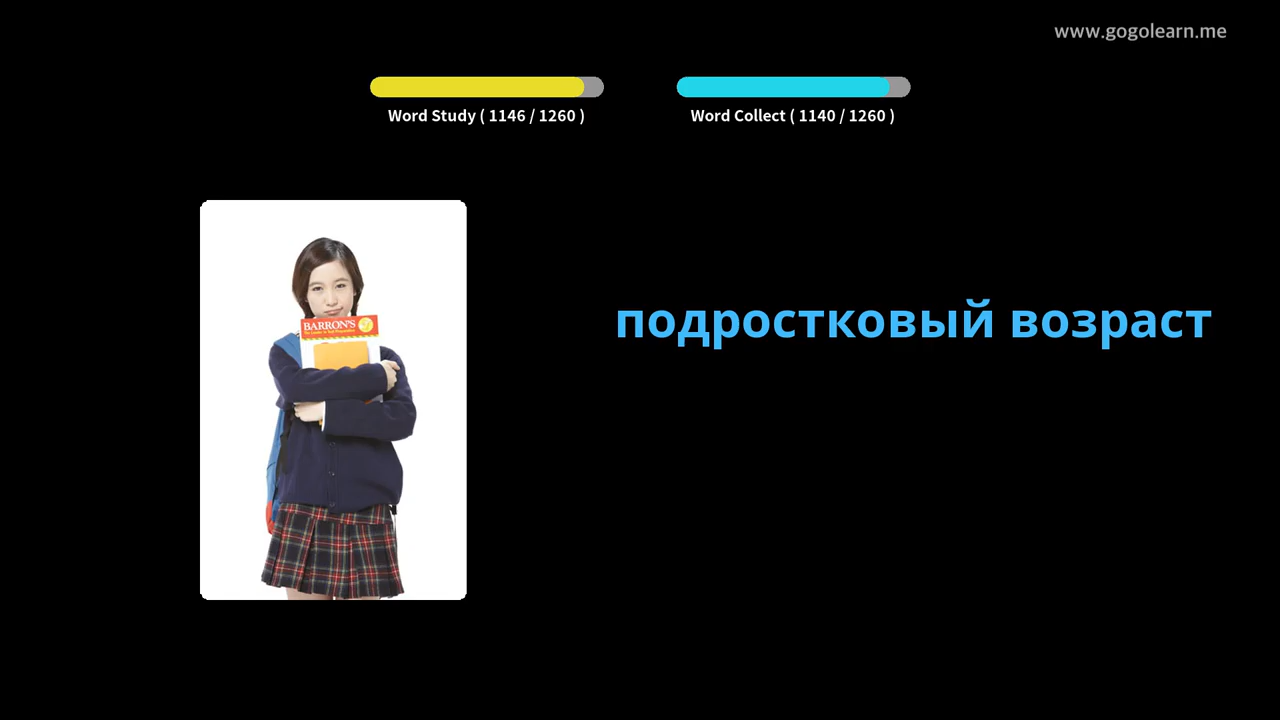 www.gogolearn.me
Word Study ( 1146 / 1260 )
Word Collect ( 1140 / 1260 )
BARRON'S
подростковый возраст